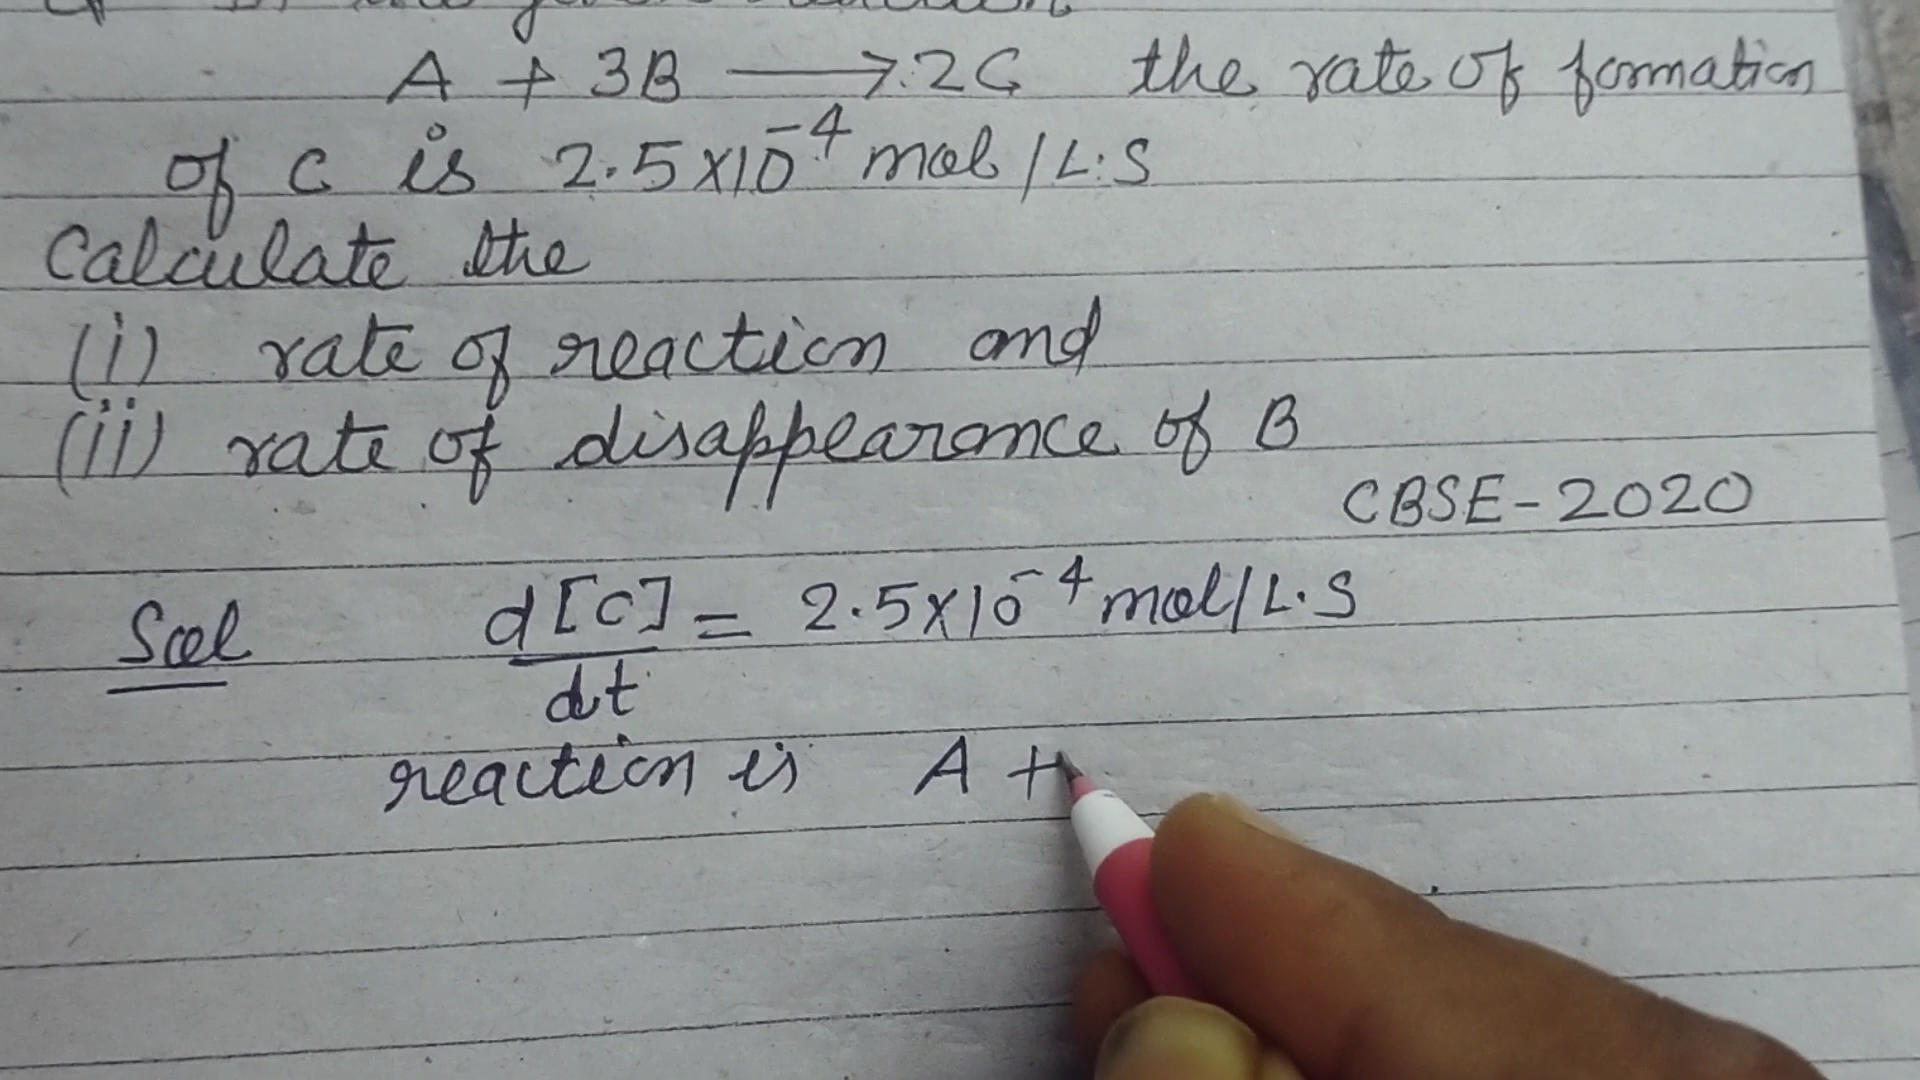 A + 3B ⟶ 2C the rate of formation
of C is 2.5×10⁻⁴ mol/L.S
Calculate the
(i) rate of reaction and
(ii) rate of disappearance of B
CBSE-2020
Sol d[C]/dt = 2.5×10⁻⁴ mol/L.S
reaction is A +